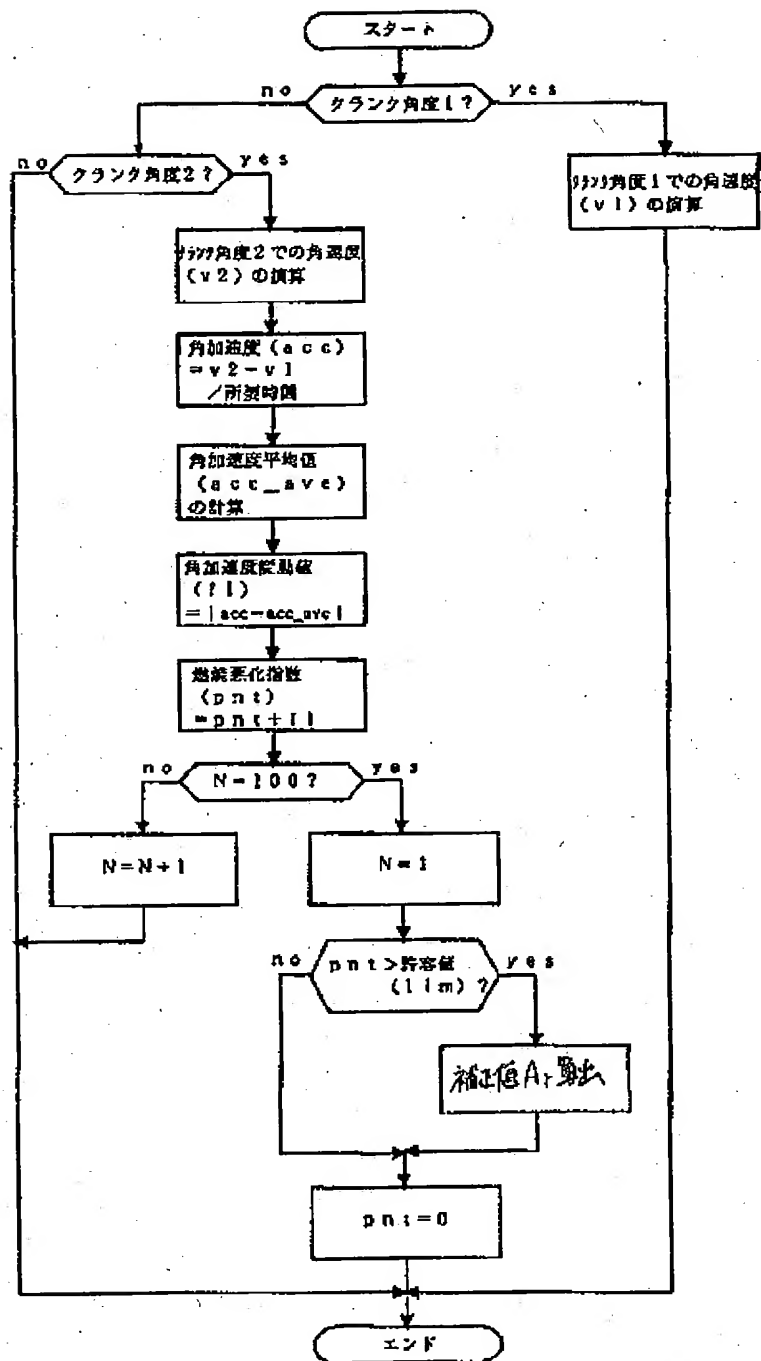 スタート
no
yes
クランク角度1?
no
yes
クランク角度2?
クランク角度1での角速度
(v1)の演算
クランク角度2での角速度
(v2)の演算
角加速度(acc)
=v2-v1
/所要時間
角加速度平均値
(acc_ave)
の計算
角加速度変動値
(fl)
=|acc-acc_ave|
燃焼悪化指数
(pnt)
=pnt+fl
no
yes
N=100?
N=N+1
N=1
no
yes
pnt>許容値
(lim)?
補正値
算出
pnt=0
エンド